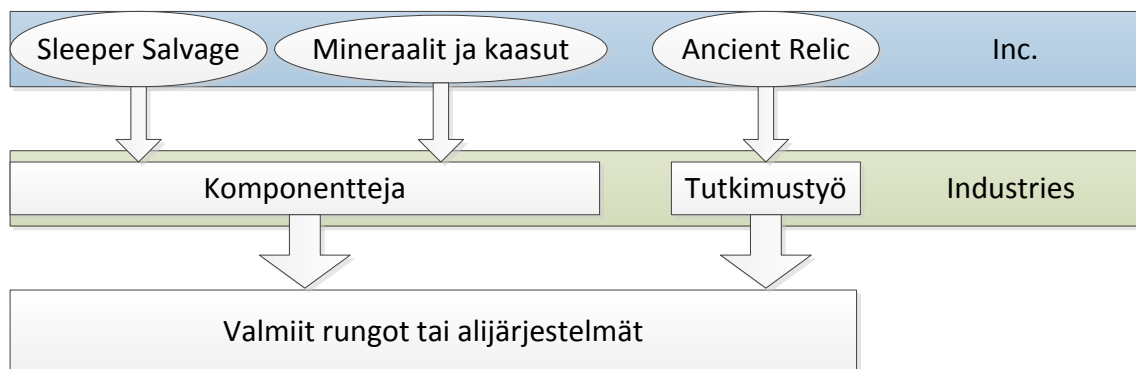 Sleeper Salvage
Mineraalit ja kaasut
Ancient Relic
Inc.
Komponentteja
Tutkimustyö
Industries
Valmiit rungot tai alijärjestelmät